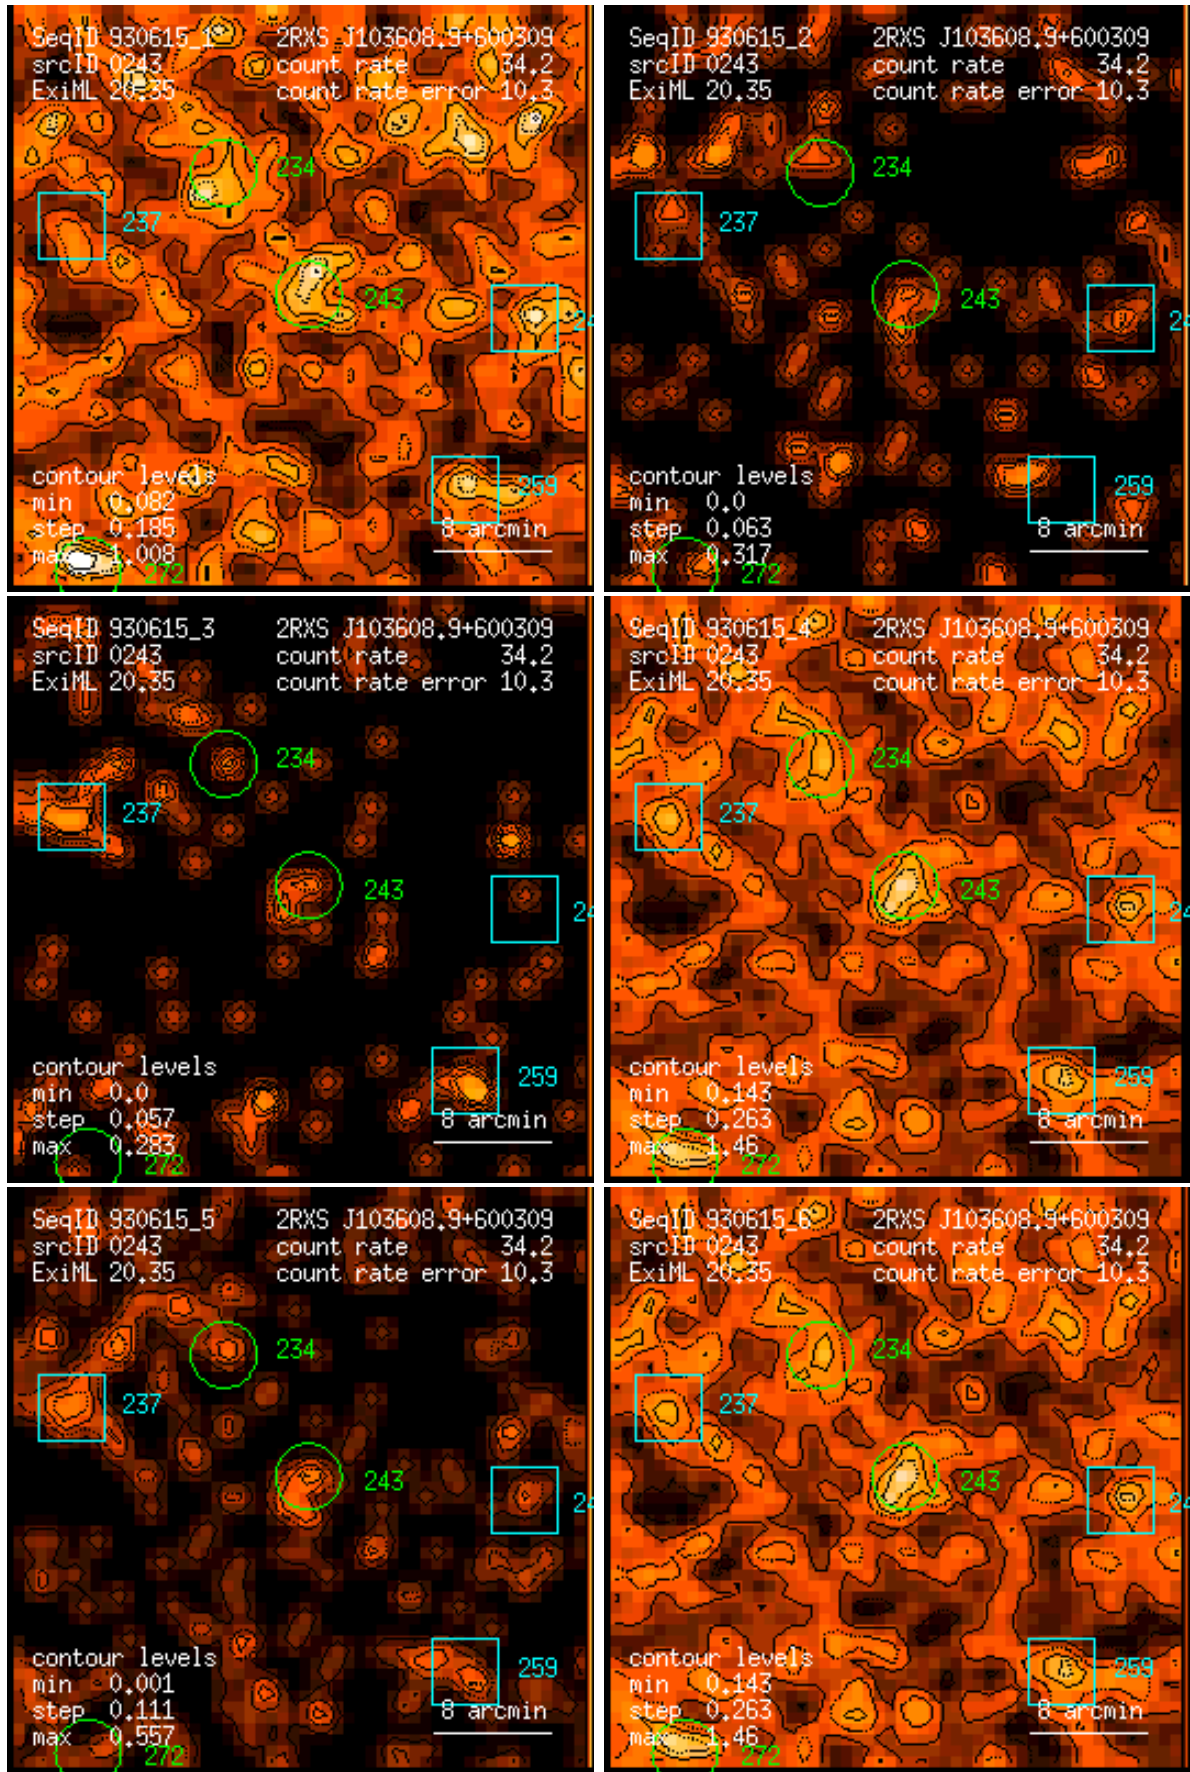 SeqID 930615_1 2RXS J103608.9+600309
srcID 0243 count rate 34.2
ExiML 20.35 count rate error 10.3
234
237
243
24
contour levels
min 0.082
259
step 0.185 8 arcmin
max 1.008
272
SeqID 930615_2 2RXS J103608.9+600309
srcID 0243 count rate 34.2
ExiML 20.35 count rate error 10.3
234
237
243
24
contour levels
min 0.0
259
step 0.063 8 arcmin
max 0.317
272
SeqID 930615_3 2RXS J103608.9+600309
srcID 0243 count rate 34.2
ExiML 20.35 count rate error 10.3
234
237
243
24
contour levels
min 0.0
259
step 0.057 8 arcmin
max 0.283
272
SeqID 930615_4 2RXS J103608.9+600309
srcID 0243 count rate 34.2
ExiML 20.35 count rate error 10.3
234
237
243
24
contour levels
min 0.143
259
step 0.263 8 arcmin
max 1.46
272
SeqID 930615_5 2RXS J103608.9+600309
srcID 0243 count rate 34.2
ExiML 20.35 count rate error 10.3
234
237
243
24
contour levels
min 0.001
259
step 0.111 8 arcmin
max 0.557
272
SeqID 930615_6 2RXS J103608.9+600309
srcID 0243 count rate 34.2
ExiML 20.35 count rate error 10.3
234
237
243
24
contour levels
min 0.143
259
step 0.263 8 arcmin
max 1.46
272